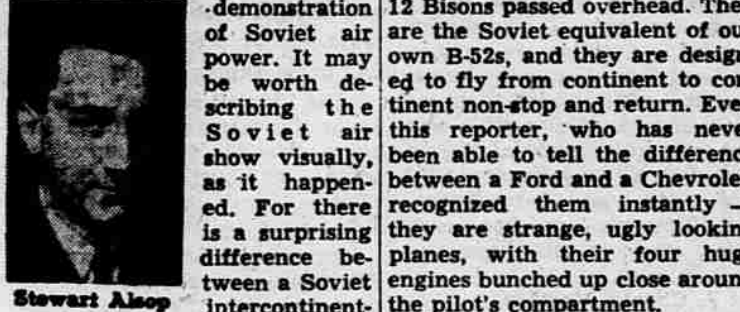 demonstration
of Soviet air
power. It may
be worth de-
scribing the
Soviet air
show visually,
as it happen-
ed. For there
is a surprising
difference be-
tween a Soviet
intercontinent-
Stewart Alsop
12 Bisons passed overhead. The
are the Soviet equivalent of ou
own B-52s, and they are design
ed to fly from continent to con
tinent non-stop and return. Eve
this reporter, who has neve
been able to tell the differenc
between a Ford and a Chevrole
recognized them instantly —
they are strange, ugly lookin
planes, with their four hug
engines bunched up close aroun
the pilot's compartment.